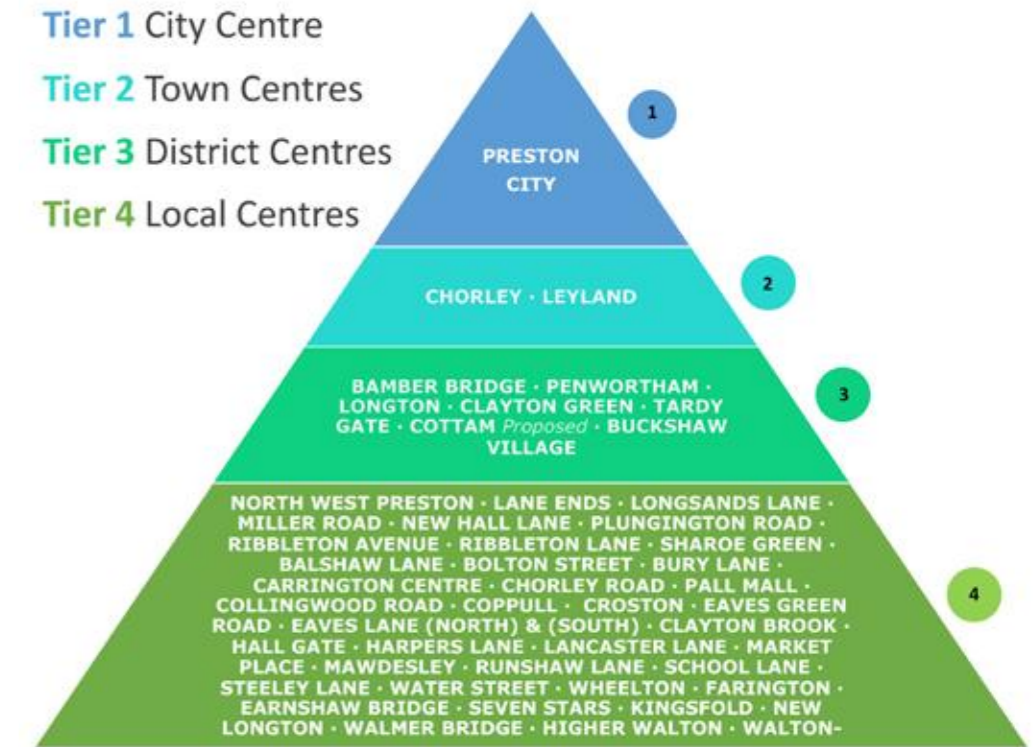 Tier 1 City Centre
Tier 2 Town Centres
Tier 3 District Centres
Tier 4 Local Centres
1
PRESTON
CITY
2
CHORLEY · LEYLAND
3
BAMBER BRIDGE · PENWORTHAM ·
LONGTON · CLAYTON GREEN · TARDY
GATE · COTTAM Proposed · BUCKSHAW
VILLAGE
4
NORTH WEST PRESTON · LANE ENDS · LONGSANDS LANE ·
MILLER ROAD · NEW HALL LANE · PLUNGINGTON ROAD ·
RIBBLETON AVENUE · RIBBLETON LANE · SHAROE GREEN ·
BALSHAW LANE · BOLTON STREET · BURY LANE ·
CARRINGTON CENTRE · CHORLEY ROAD · PALL MALL ·
COLLINGWOOD ROAD · COPPULL · CROSTON · EAVES GREEN
ROAD · EAVES LANE (NORTH) & (SOUTH) · CLAYTON BROOK ·
HALL GATE · HARPERS LANE · LANCASTER LANE · MARKET
PLACE · MAWDESLEY · RUNSHAW LANE · SCHOOL LANE ·
STEELEY LANE · WATER STREET · WHEELTON · FARINGTON ·
EARNSHAW BRIDGE · SEVEN STARS · KINGSFOLD · NEW
LONGTON · WALMER BRIDGE · HIGHER WALTON · WALTON-